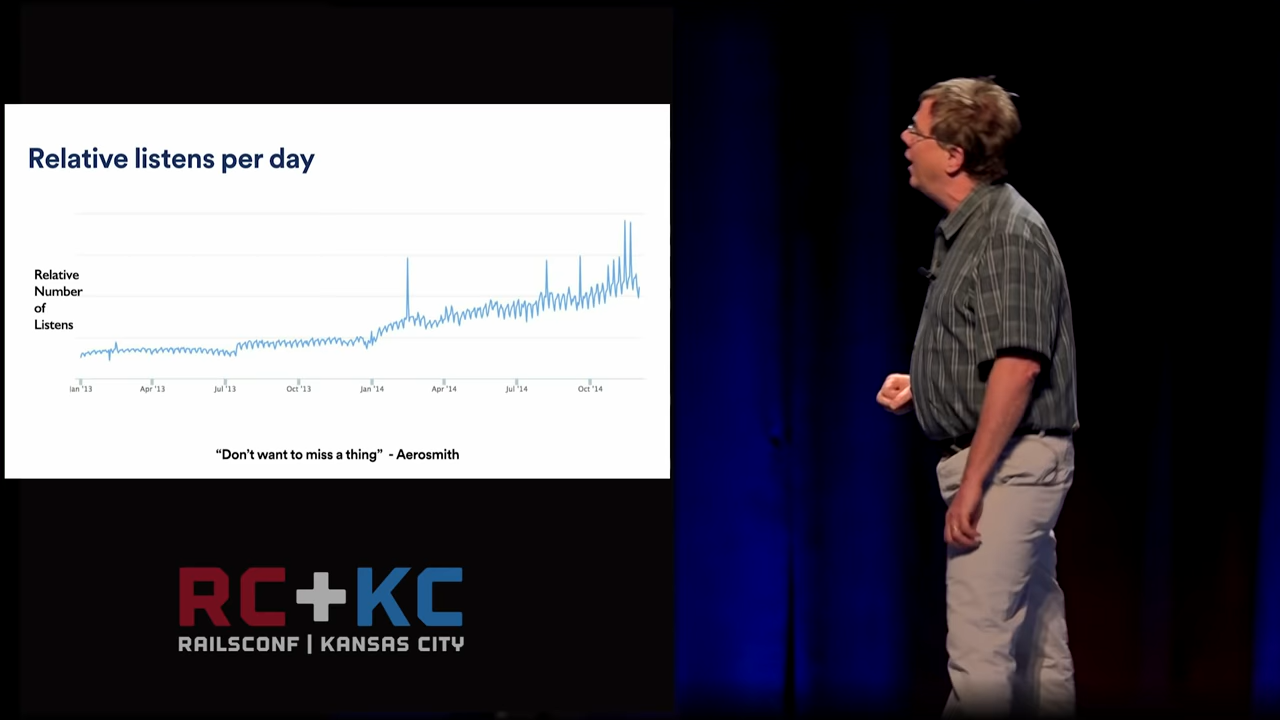 Relative listens per day
Relative
Number
of
Listens
Jan '13
Apr '13
Jul '13
Oct '13
Jan '14
Apr '14
Jul '14
Oct '14
“Don’t want to miss a thing” - Aerosmith
RC+KC
RAILSCONF | KANSAS CITY